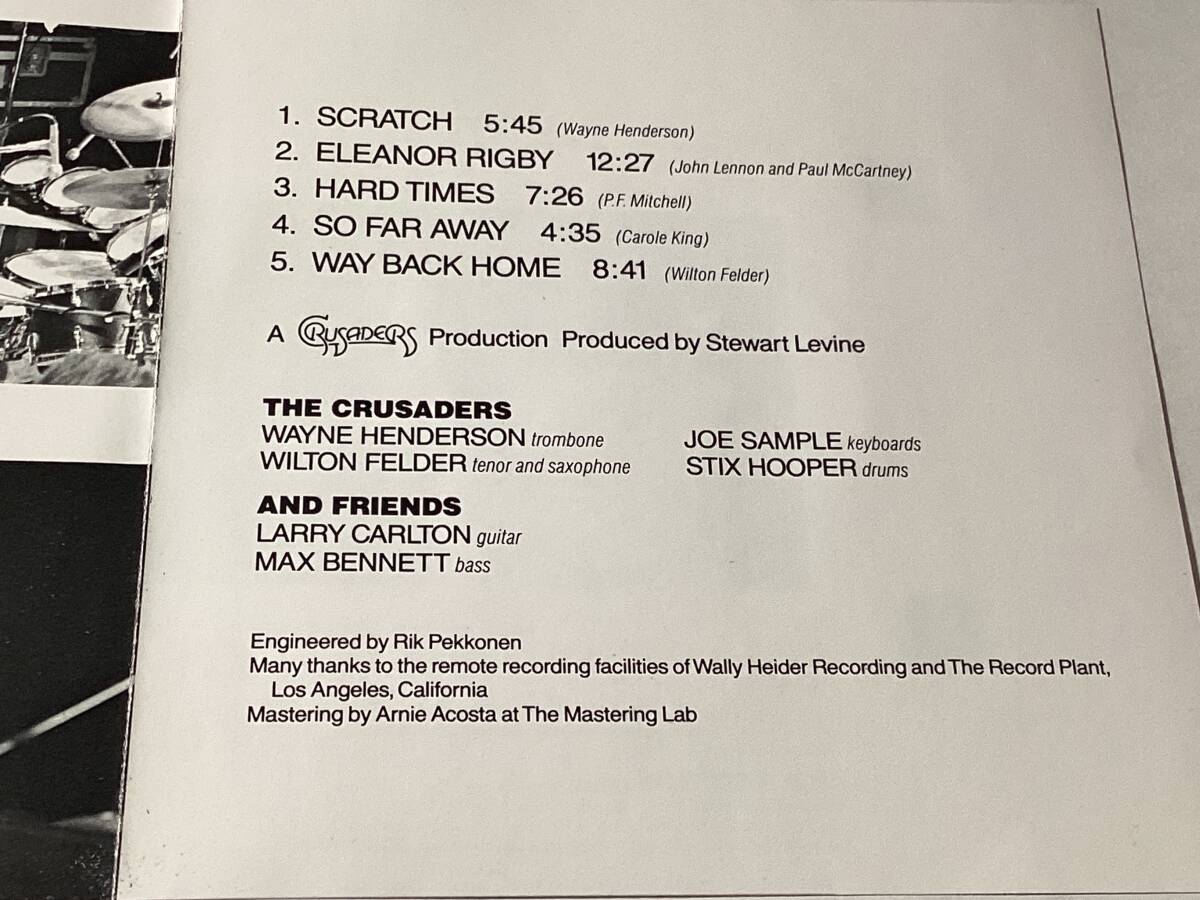 1. SCRATCH 5:45 (Wayne Henderson)
2. ELEANOR RIGBY 12:27 (John Lennon and Paul McCartney)
3. HARD TIMES 7:26 (P.F. Mitchell)
4. SO FAR AWAY 4:35 (Carole King)
5. WAY BACK HOME 8:41 (Wilton Felder)
A CRUSADERS Production Produced by Stewart Levine
THE CRUSADERS
WAYNE HENDERSON trombone JOE SAMPLE keyboards
WILTON FELDER tenor and saxophone STIX HOOPER drums
AND FRIENDS
LARRY CARLTON guitar
MAX BENNETT bass
Engineered by Rik Pekkonen
Many thanks to the remote recording facilities of Wally Heider Recording and The Record Plant,
Los Angeles, California
Mastering by Arnie Acosta at The Mastering Lab